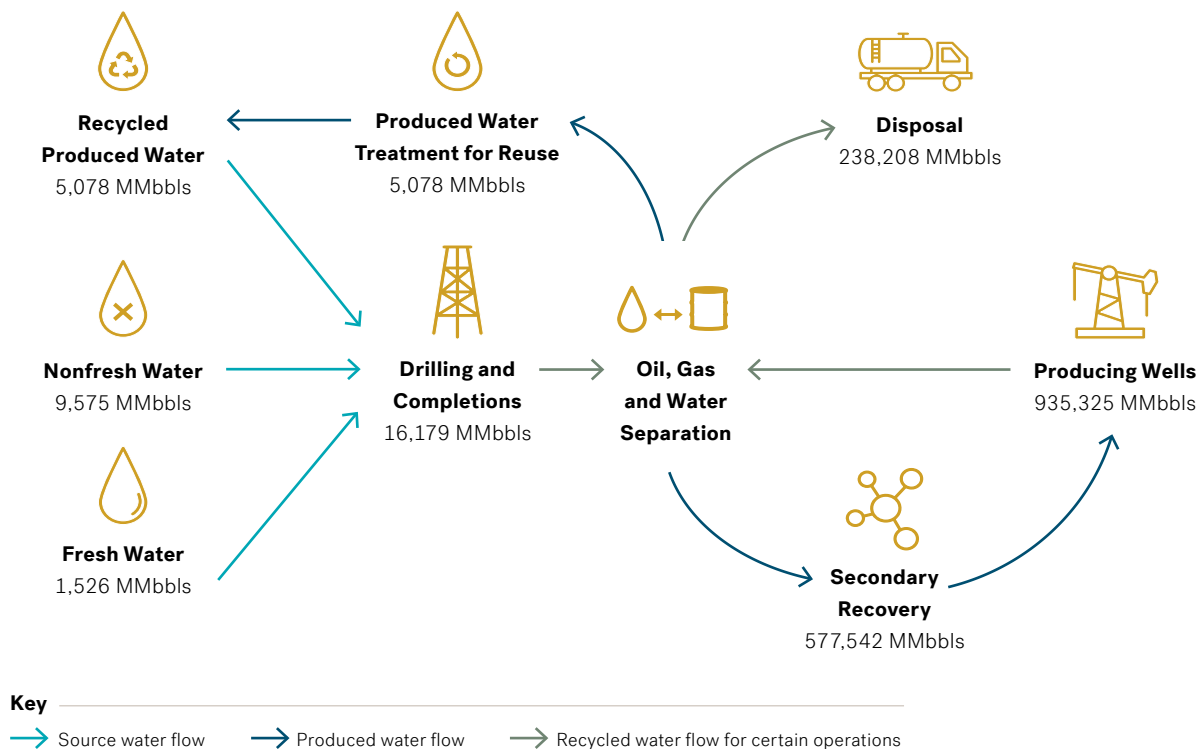 Recycled
Produced Water
5,078 MMbbls
Produced Water
Treatment for Reuse
5,078 MMbbls
Disposal
238,208 MMbbls
Nonfresh Water
9,575 MMbbls
Drilling and
Completions
16,179 MMbbls
Oil, Gas
and Water
Separation
Producing Wells
935,325 MMbbls
Fresh Water
1,526 MMbbls
Secondary
Recovery
577,542 MMbbls
Key
Source water flow
Produced water flow
Recycled water flow for certain operations